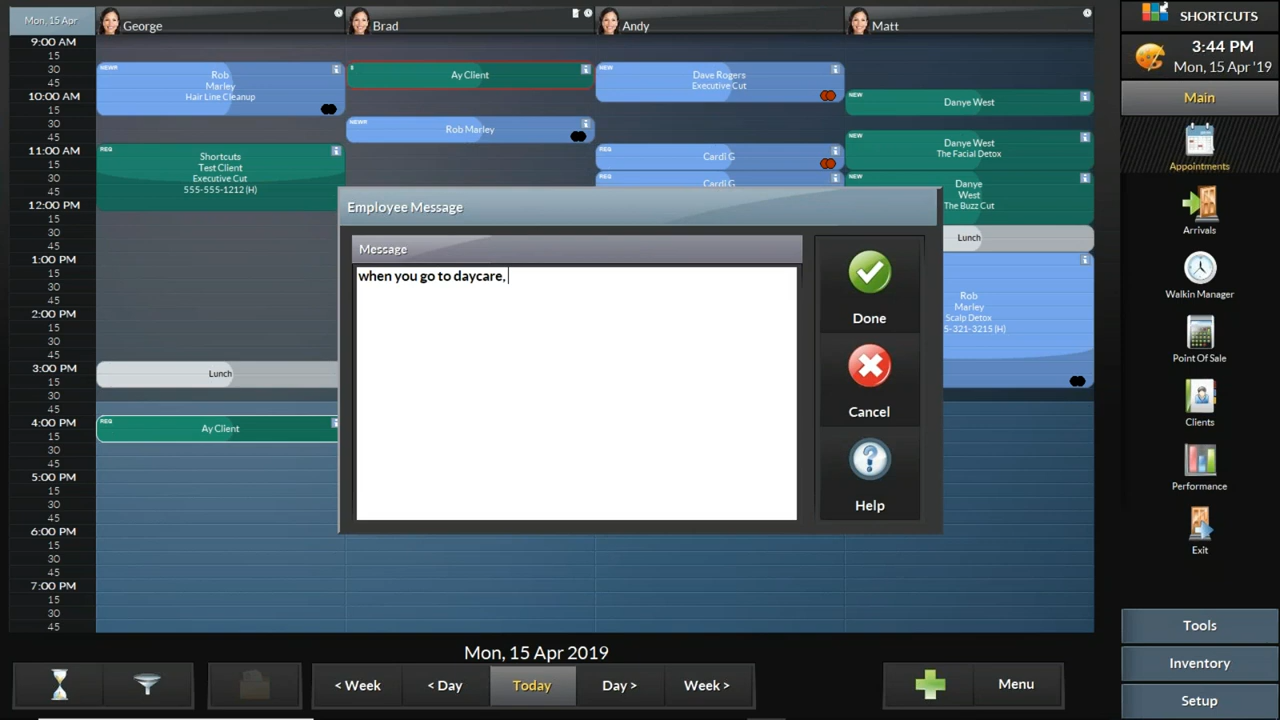 Mon, 15 Apr
George
Brad
Andy
Matt
SHORTCUTS
3:44 PM
Mon, 15 Apr '19
Main
Appointments
Arrivals
Walkin Manager
Point Of Sale
Clients
Performance
Exit
Tools
Inventory
Setup
9:00 AM
15
30
45
10:00 AM
15
30
45
11:00 AM
15
30
45
12:00 PM
15
30
45
1:00 PM
15
30
45
2:00 PM
15
30
45
3:00 PM
15
30
45
4:00 PM
15
30
45
5:00 PM
15
30
45
6:00 PM
15
30
45
7:00 PM
15
30
45
NEWR
Rob
Marley
Hair Line Cleanup
REQ
Shortcuts
Test Client
Executive Cut
555-555-1212 (H)
Lunch
REQ
Ay Client
Ay Client
NEWR
Rob Marley
NEW
Dave Rogers
Executive Cut
REQ
Cardi G
REQ
Cardi G
NEW
Danye West
NEW
Danye West
The Facial Detox
NEW
Danye
West
The Buzz Cut
Lunch
Rob
Marley
Scalp Detox
5-321-3215 (H)
Employee Message
Message
when you go to daycare,
Done
Cancel
Help
Mon, 15 Apr 2019
< Week
< Day
Today
Day >
Week >
Menu